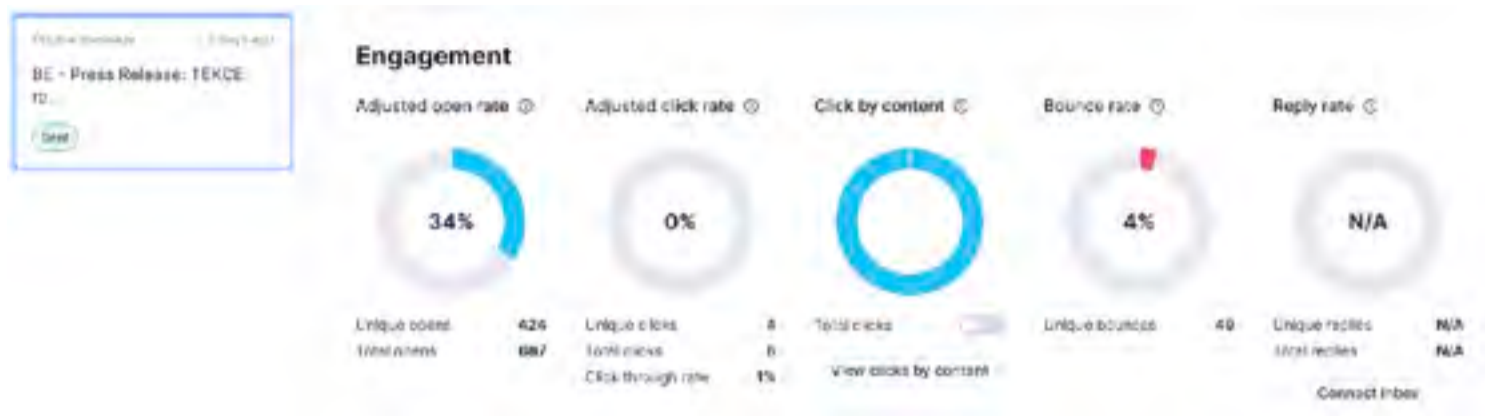 BE - Press Release: TEKCE
ro...
Sent
Engagement
Adjusted open rate
34%
Unique opens 424
Total opens 687
Adjusted click rate
0%
Unique clicks
Total clicks
Click through rate 1%
Click by content
Total clicks
View clicks by content
Bounce rate
4%
Unique bounces 49
Reply rate
N/A
Unique replies N/A
Total replies N/A
Connect inbox